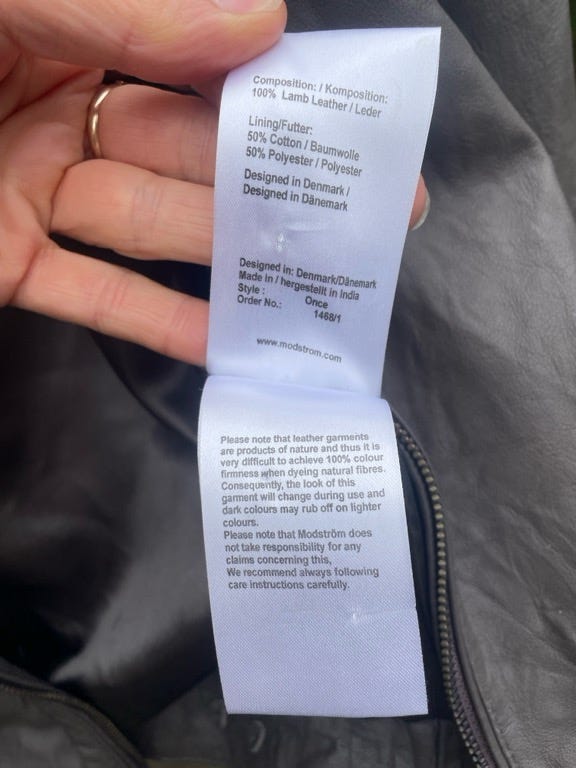 Composition: / Komposition:
100% Lamb Leather / Leder
Lining/Futter:
50% Cotton / Baumwolle
50% Polyester / Polyester
Designed in Denmark /
Designed in Dänemark
Designed in: Denmark/Dänemark
Made in / hergestellt in India
Style : Once
Order No.: 1468/1
www.modstrom.com
Please note that leather garments
are products of nature and thus it is
very difficult to achieve 100% colour
firmness when dyeing natural fibres.
Consequently, the look of this
garment will change during use and
dark colours may rub off on lighter
colours.
Please note that Modström does
not take responsibility for any
claims concerning this,
We recommend always following
care instructions carefully.